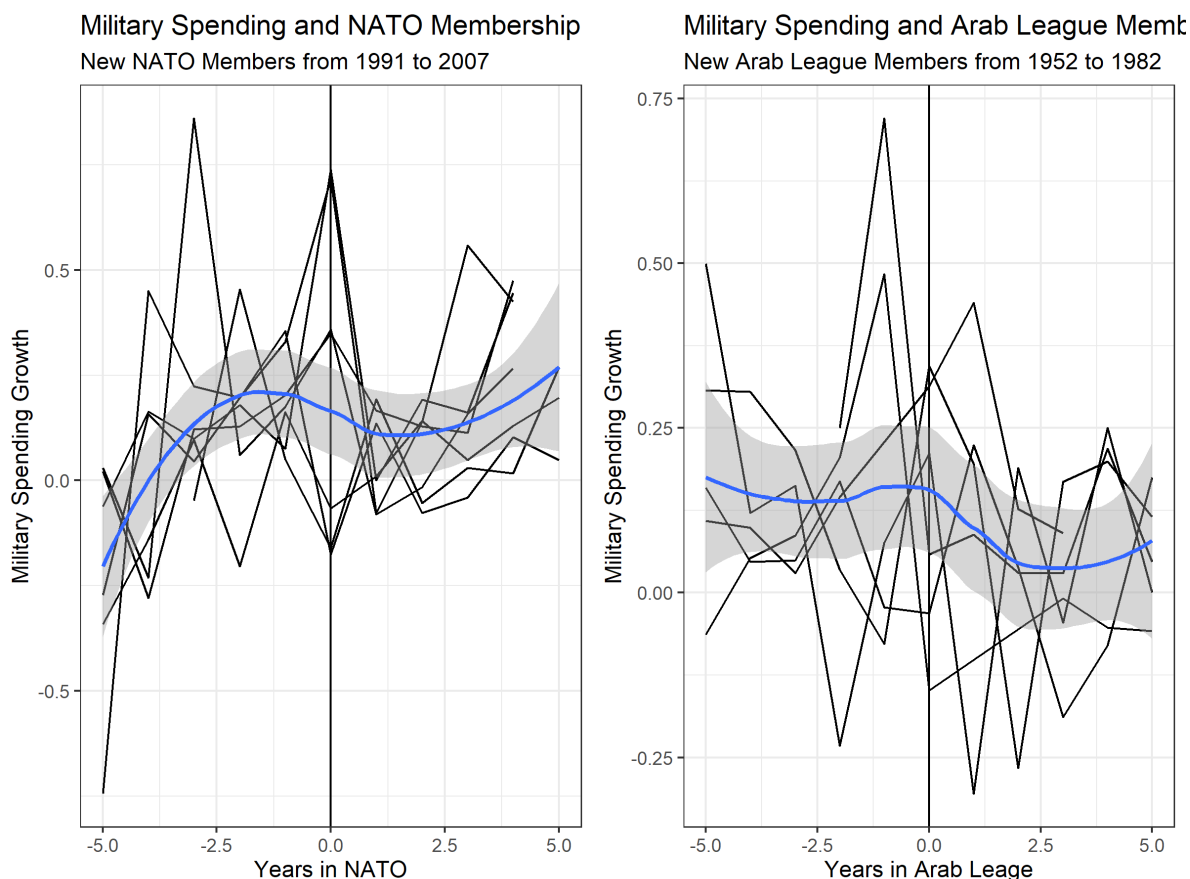 Military Spending and NATO Membership
New NATO Members from 1991 to 2007
Military Spending Growth
0.5
0.0
-0.5
-5.0 -2.5 0.0 2.5 5.0
Years in NATO
Military Spending and Arab League Memb
New Arab League Members from 1952 to 1982
Military Spending Growth
0.75
0.50
0.25
0.00
-0.25
-5.0 -2.5 0.0 2.5 5.0
Years in Arab Leage